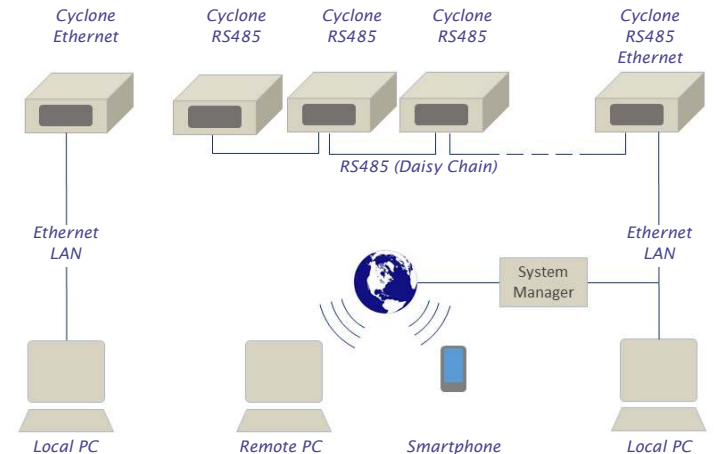 Cyclone
Ethernet
Cyclone
RS485
Cyclone
RS485
Cyclone
RS485
Cyclone
RS485
Ethernet
RS485 (Daisy Chain)
Ethernet
LAN
Ethernet
LAN
System
Manager
Local PC
Remote PC
Smartphone
Local PC